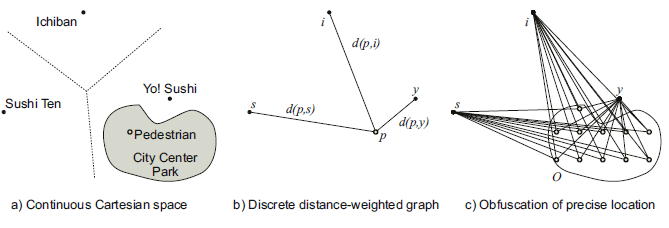 Ichiban
Yo! Sushi
Sushi Ten
Pedestrian
City Center
Park
a) Continuous Cartesian space
i
d(p,i)
y
s
d(p,s)
d(p,y)
p
b) Discrete distance-weighted graph
i
y
s
O
c) Obfuscation of precise location